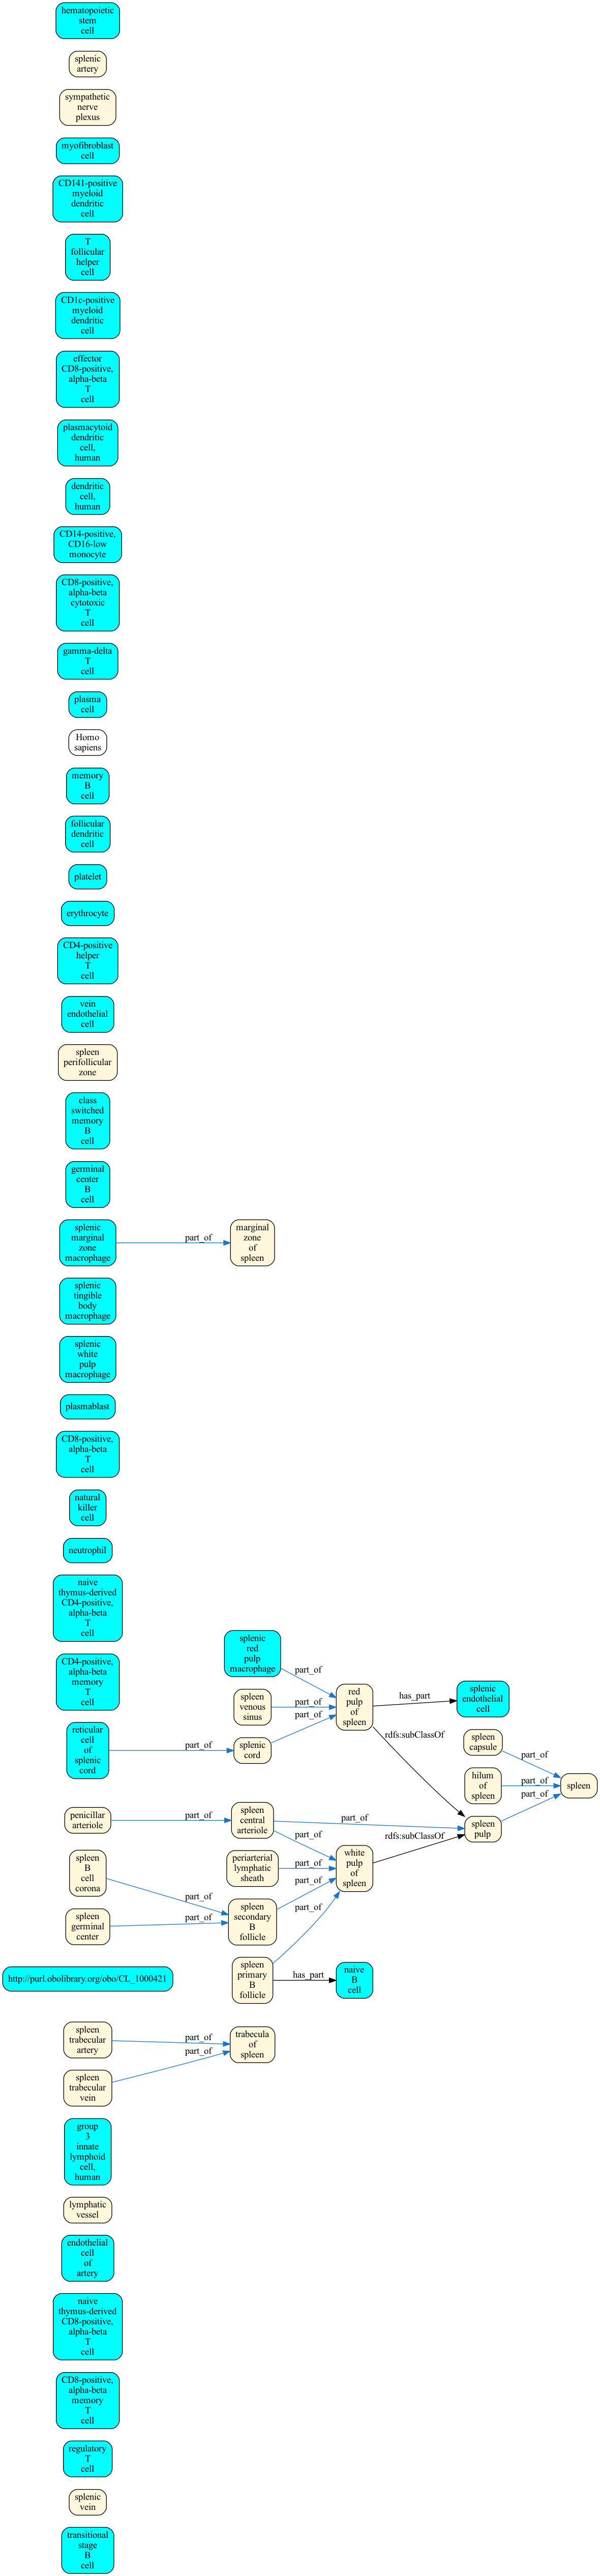 hematopoietic
stem
cell
splenic
artery
sympathetic
nerve
plexus
myofibroblast
cell
CD141-positive
myeloid
dendritic
cell
T
follicular
helper
cell
CD1c-positive
myeloid
dendritic
cell
effector
CD8-positive,
alpha-beta
T
cell
plasmacytoid
dendritic
cell,
human
dendritic
cell,
human
CD14-positive,
CD16-low
monocyte
CD8-positive,
alpha-beta
cytotoxic
T
cell
gamma-delta
T
cell
plasma
cell
Homo
sapiens
memory
B
cell
follicular
dendritic
cell
platelet
erythrocyte
CD4-positive
helper
T
cell
vein
endothelial
cell
spleen
perifollicular
zone
class
switched
memory
B
cell
germinal
center
B
cell
splenic
marginal
zone
macrophage
part_of
marginal
zone
of
spleen
splenic
tingible
body
macrophage
splenic
white
pulp
macrophage
plasmablast
CD8-positive,
alpha-beta
T
cell
natural
killer
cell
neutrophil
naive
thymus-derived
CD4-positive,
alpha-beta
T
cell
splenic
red
pulp
macrophage
part_of
CD4-positive,
alpha-beta
memory
T
cell
spleen
venous
sinus
part_of
red
pulp
of
spleen
has_part
splenic
endothelial
cell
part_of
rdfs:subClassOf
reticular
cell
of
splenic
cord
part_of
splenic
cord
spleen
capsule
part_of
hilum
of
spleen
part_of
spleen
part_of
penicillar
arteriole
part_of
spleen
central
arteriole
part_of
spleen
pulp
part_of
rdfs:subClassOf
spleen
B
cell
corona
periarterial
lymphatic
sheath
part_of
white
pulp
of
spleen
part_of
part_of
spleen
germinal
center
part_of
spleen
secondary
B
follicle
part_of
http://purl.obolibrary.org/obo/CL_1000421
spleen
primary
B
follicle
has_part
naive
B
cell
spleen
trabecular
artery
part_of
trabecula
of
spleen
part_of
spleen
trabecular
vein
group
3
innate
lymphoid
cell,
human
lymphatic
vessel
endothelial
cell
of
artery
naive
thymus-derived
CD8-positive,
alpha-beta
T
cell
CD8-positive,
alpha-beta
memory
T
cell
regulatory
T
cell
splenic
vein
transitional
stage
B
cell